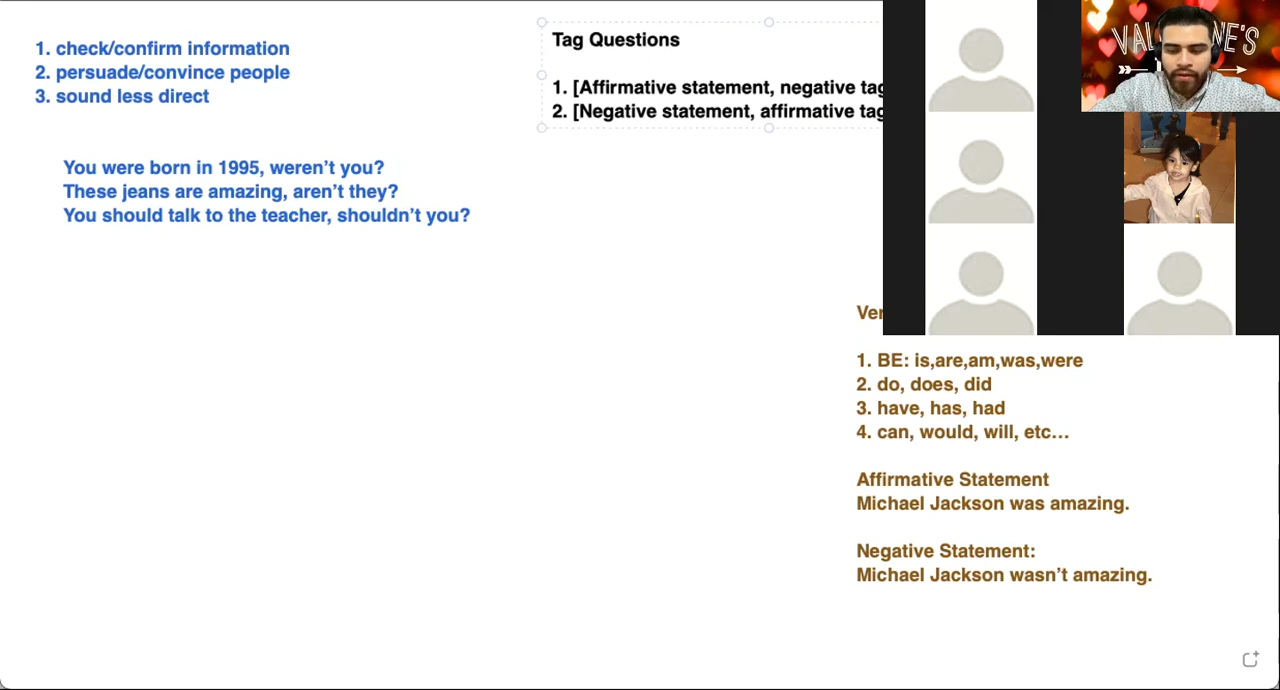 1. check/confirm information
2. persuade/convince people
3. sound less direct
You were born in 1995, weren’t you?
These jeans are amazing, aren’t they?
You should talk to the teacher, shouldn’t you?
Tag Questions
1. [Affirmative statement, negative tag
2. [Negative statement, affirmative tag
1. BE: is,are,am,was,were
2. do, does, did
3. have, has, had
4. can, would, will, etc…
Affirmative Statement
Michael Jackson was amazing.
Negative Statement:
Michael Jackson wasn’t amazing.